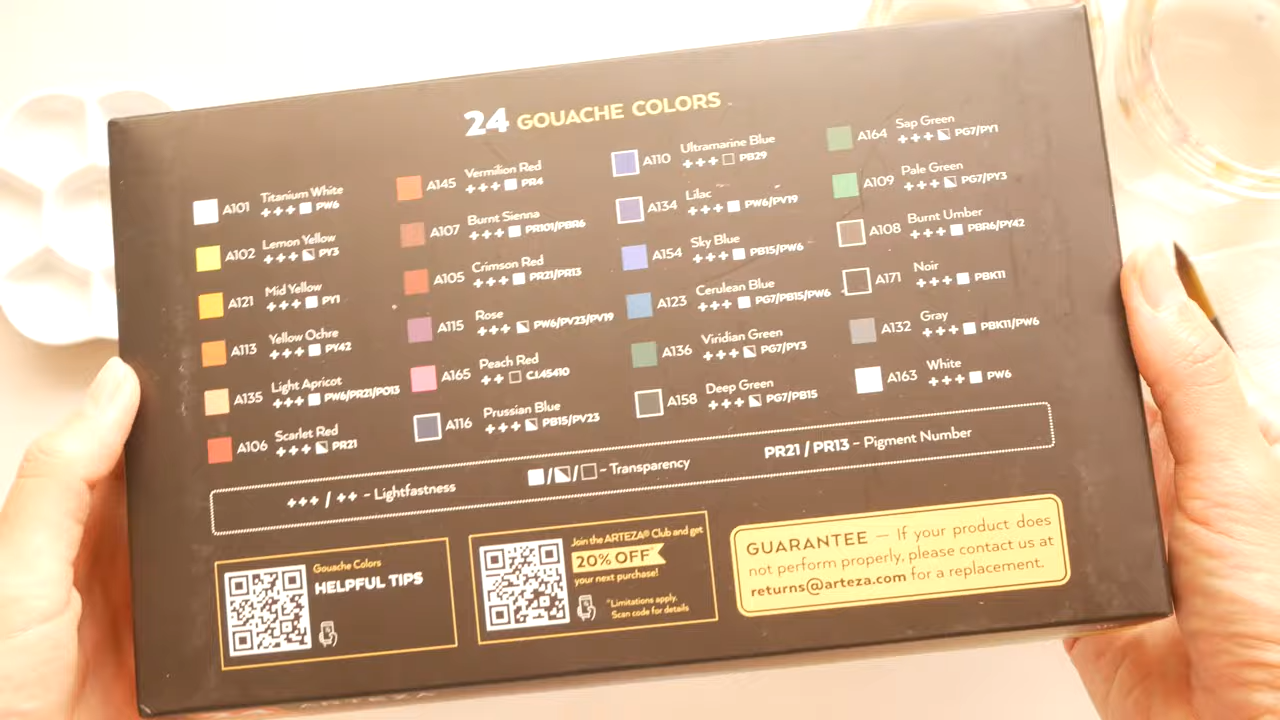 24 GOUACHE COLORS
A101 Titanium White
+++ PW6
A102 Lemon Yellow
+++ PY3
A121 Mid Yellow
+++ PY1
A113 Yellow Ochre
+++ PY42
A135 Light Apricot
+++ PW6/PR21/PO13
A106 Scarlet Red
+++ PR21
A145 Vermilion Red
+++ PR4
A107 Burnt Sienna
+++ PR101/PBR6
A105 Crimson Red
+++ PR21/PR13
A115 Rose
+++ PW6/PV23/PV19
A165 Peach Red
++ C.I.45410
A116 Prussian Blue
+++ PB15/PV23
A110 Ultramarine Blue
+++ PB29
A134 Lilac
+++ PW6/PV19
A154 Sky Blue
+++ PB15/PW6
A123 Cerulean Blue
+++ PG7/PB15/PW6
A136 Viridian Green
+++ PG7/PY3
A158 Deep Green
+++ PG7/PB15
A164 Sap Green
+++ PG7/PY1
A109 Pale Green
+++ PG7/PY3
A108 Burnt Umber
+++ PBR6/PY42
A171 Noir
+++ PBK11
A132 Gray
+++ PBK11/PW6
A163 White
+++ PW6
+++ / ++ – Lightfastness
/ / – Transparency
PR21 / PR13 – Pigment Number
Gouache Colors
HELPFUL TIPS
Join the ARTEZA® Club and get
20% OFF*
your next purchase!
*Limitations apply.
Scan code for details
GUARANTEE — If your product does
not perform properly, please contact us at
returns@arteza.com for a replacement.
ARTEZA